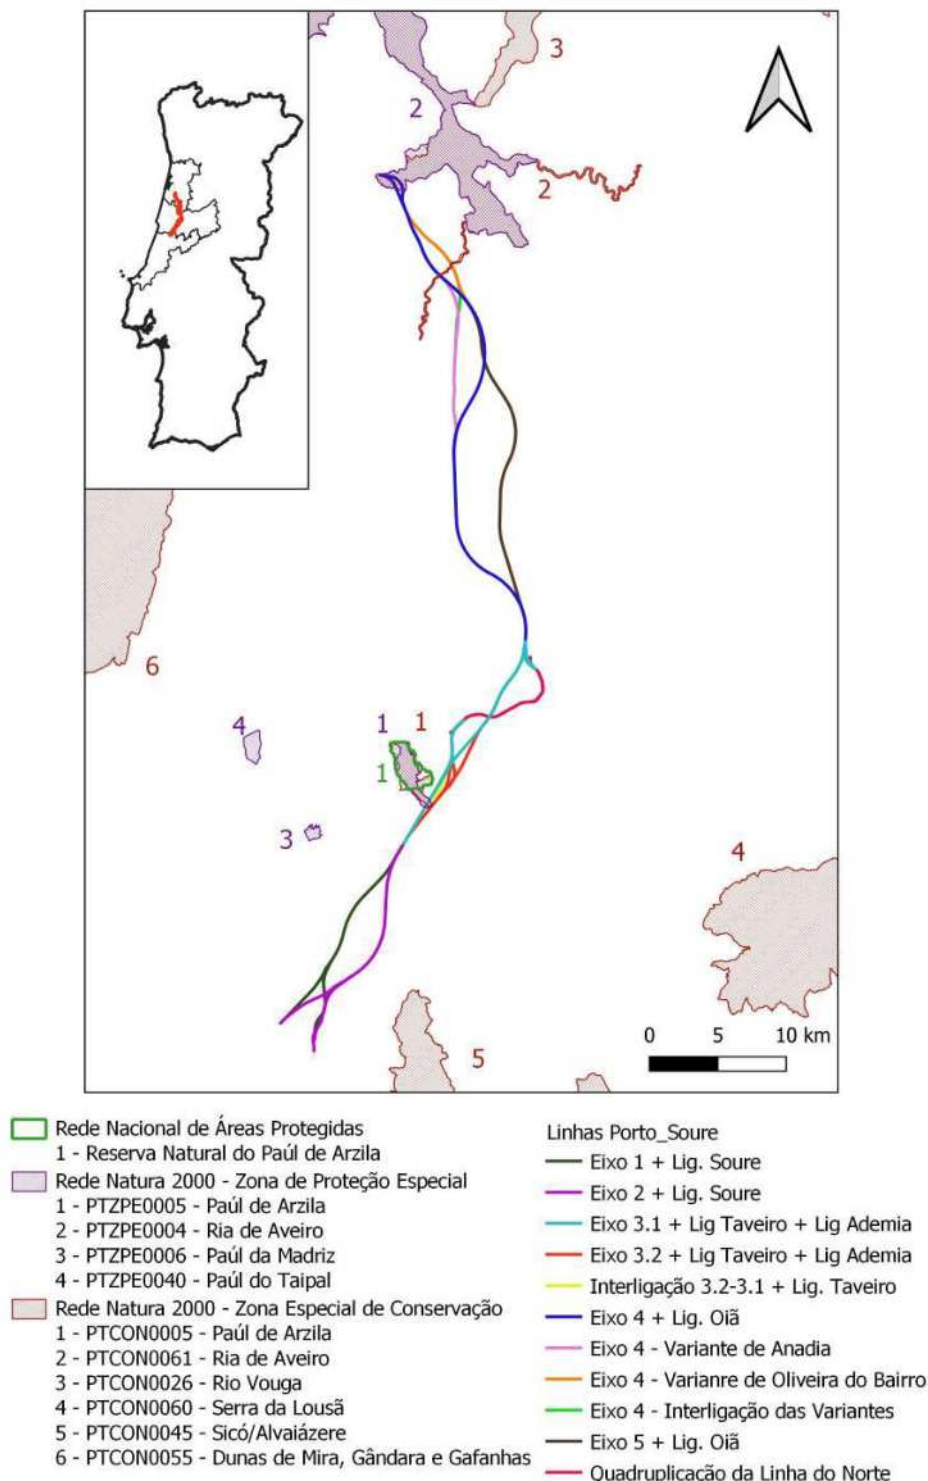 3
2
2
6
4
1
1
1
3
4
0
5
10 km
5
Rede Nacional de Áreas Protegidas
1 - Reserva Natural do Paúl de Arzila
Rede Natura 2000 - Zona de Proteção Especial
1 - PTZPE0005 - Paúl de Arzila
2 - PTZPE0004 - Ria de Aveiro
3 - PTZPE0006 - Paúl da Madriz
4 - PTZPE0040 - Paúl do Taipal
Rede Natura 2000 - Zona Especial de Conservação
1 - PTCON0005 - Paúl de Arzila
2 - PTCON0061 - Ria de Aveiro
3 - PTCON0026 - Rio Vouga
4 - PTCON0060 - Serra da Lousã
5 - PTCON0045 - Sicó/Alvaiázere
6 - PTCON0055 - Dunas de Mira, Gândara e Gafanhas
Linhas Porto_Soure
Eixo 1 + Lig. Soure
Eixo 2 + Lig. Soure
Eixo 3.1 + Lig Taveiro + Lig Ademia
Eixo 3.2 + Lig Taveiro + Lig Ademia
Interligação 3.2-3.1 + Lig. Taveiro
Eixo 4 + Lig. Oiã
Eixo 4 - Variante de Anadia
Eixo 4 - Varianre de Oliveira do Bairro
Eixo 4 - Interligação das Variantes
Eixo 5 + Lig. Oiã
Quadruplicação da Linha do Norte